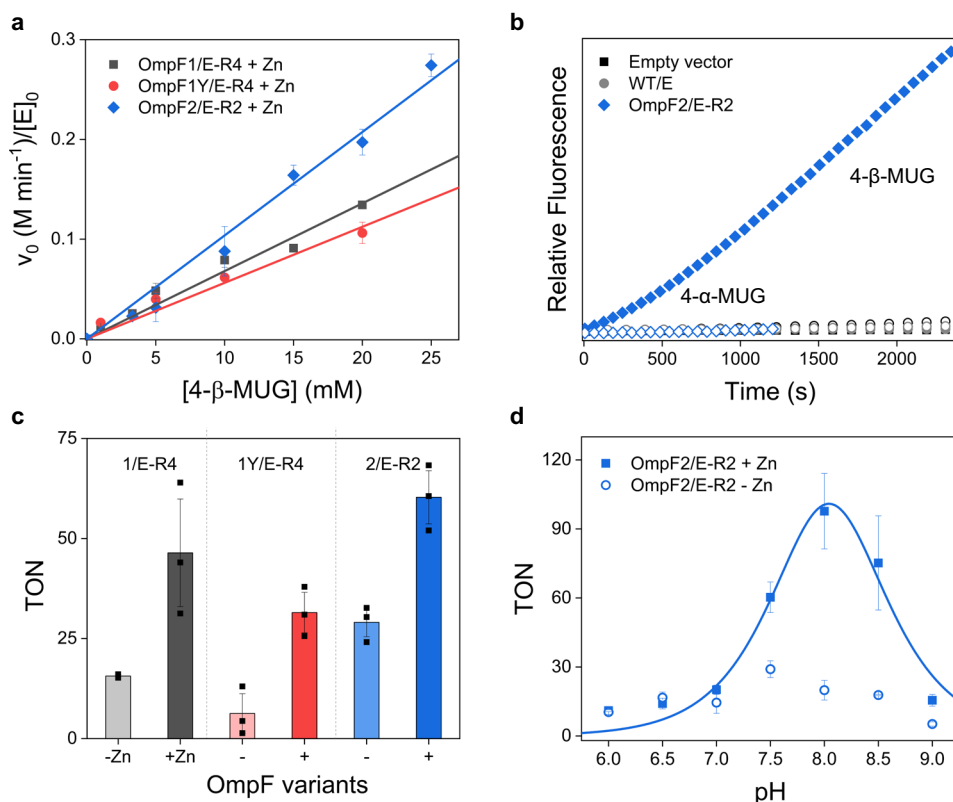 a
0.3
0.2
0.1
0.0
v₀ (M min⁻¹)/[E]₀
OmpF1/E-R4 + Zn
OmpF1Y/E-R4 + Zn
OmpF2/E-R2 + Zn
0 5 10 15 20 25
[4-β-MUG] (mM)
b
Relative Fluorescence
Empty vector
WT/E
OmpF2/E-R2
4-β-MUG
4-α-MUG
0 500 1000 1500 2000
Time (s)
c
75
50
25
0
TON
1/E-R4 1Y/E-R4 2/E-R2
-Zn +Zn - + - +
OmpF variants
d
120
90
60
30
0
TON
OmpF2/E-R2 + Zn
OmpF2/E-R2 - Zn
6.0 6.5 7.0 7.5 8.0 8.5 9.0
pH